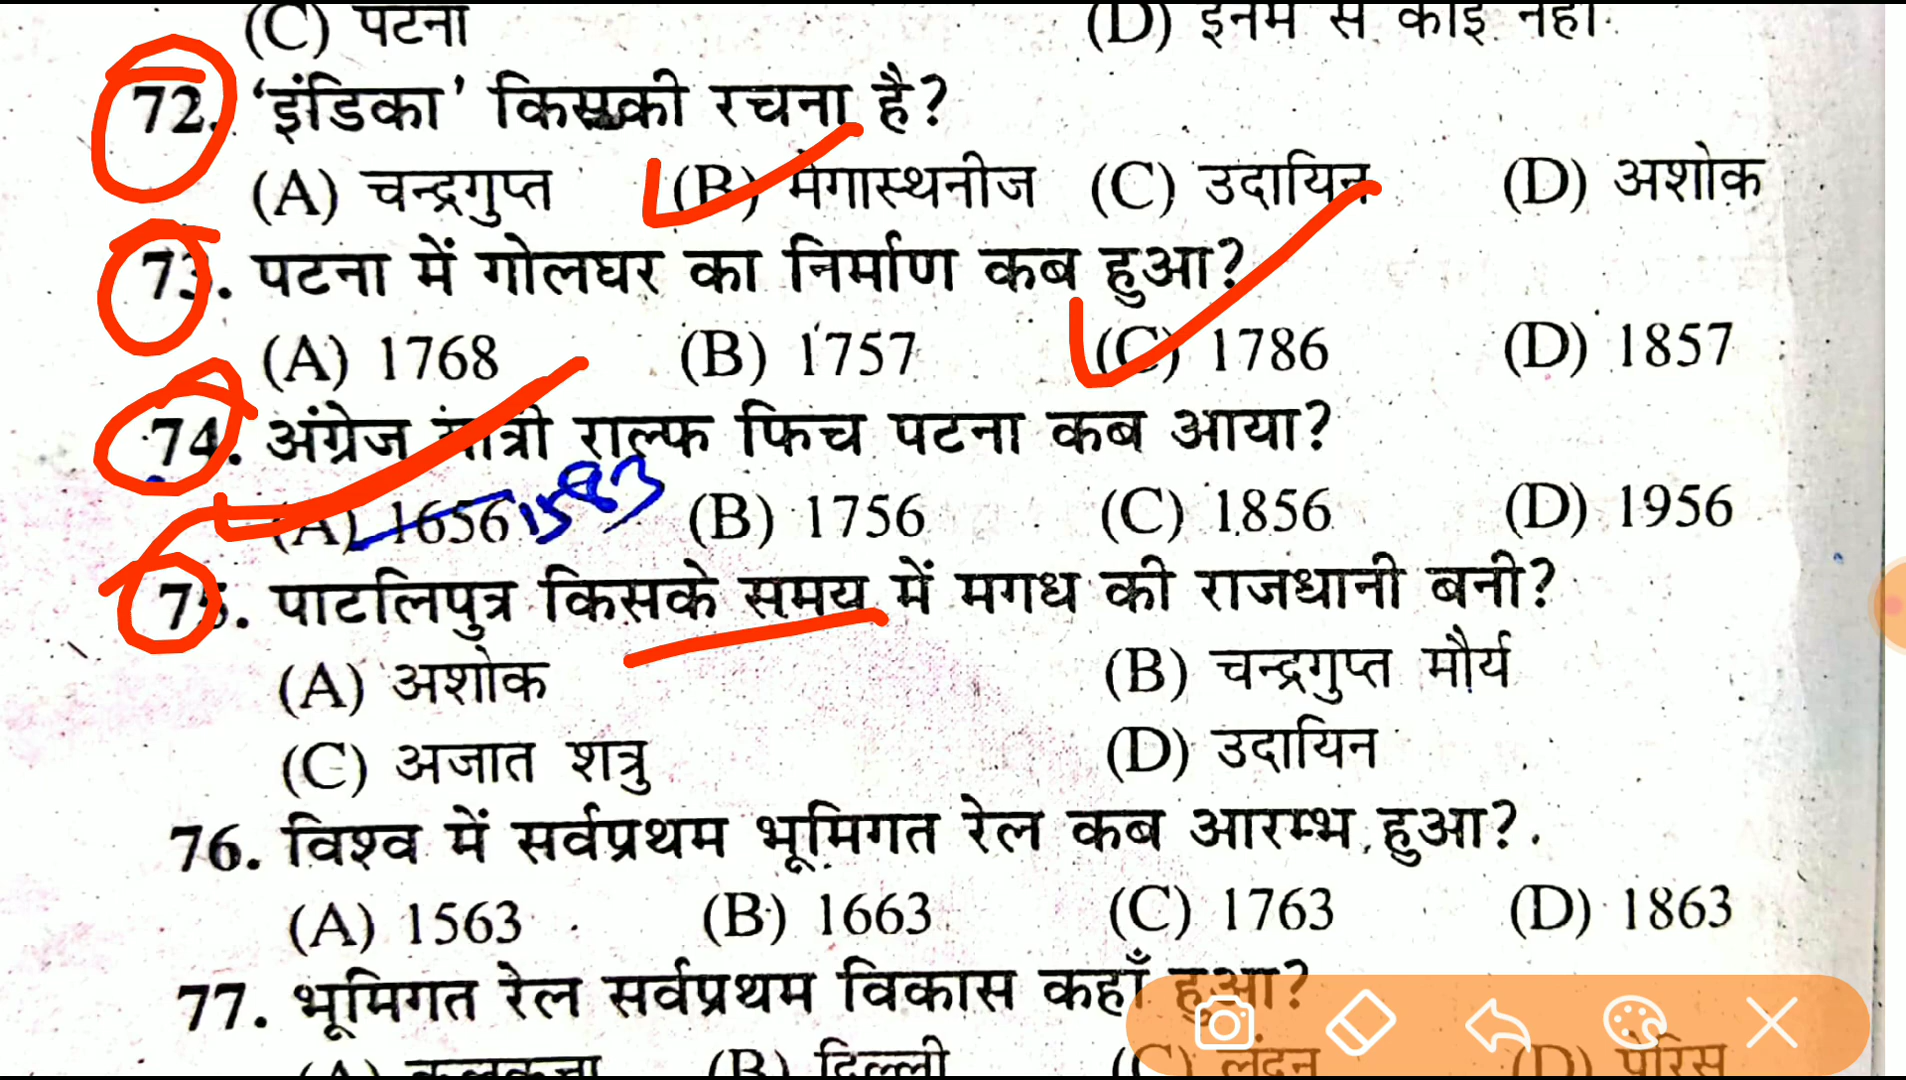 (C) पटना (D) इनमें से कोई नहीं
72. 'इंडिका' किसकी रचना है?
(A) चन्द्रगुप्त (B) मेगास्थनीज (C) उदायिन (D) अशोक
73. पटना में गोलघर का निर्माण कब हुआ?
(A) 1768 (B) 1757 (C) 1786 (D) 1857
74. अंग्रेज यात्री राल्फ फिच पटना कब आया?
(A) 1656 1583 (B) 1756 (C) 1856 (D) 1956
75. पाटलिपुत्र किसके समय में मगध की राजधानी बनी?
(A) अशोक (B) चन्द्रगुप्त मौर्य
(C) अजात शत्रु (D) उदायिन
76. विश्व में सर्वप्रथम भूमिगत रेल कब आरम्भ हुआ?
(A) 1563 (B) 1663 (C) 1763 (D) 1863
77. भूमिगत रेल सर्वप्रथम विकास कहाँ हुआ?
(A) कलकत्ता (B) दिल्ली (C) लंदन (D) पेरिस